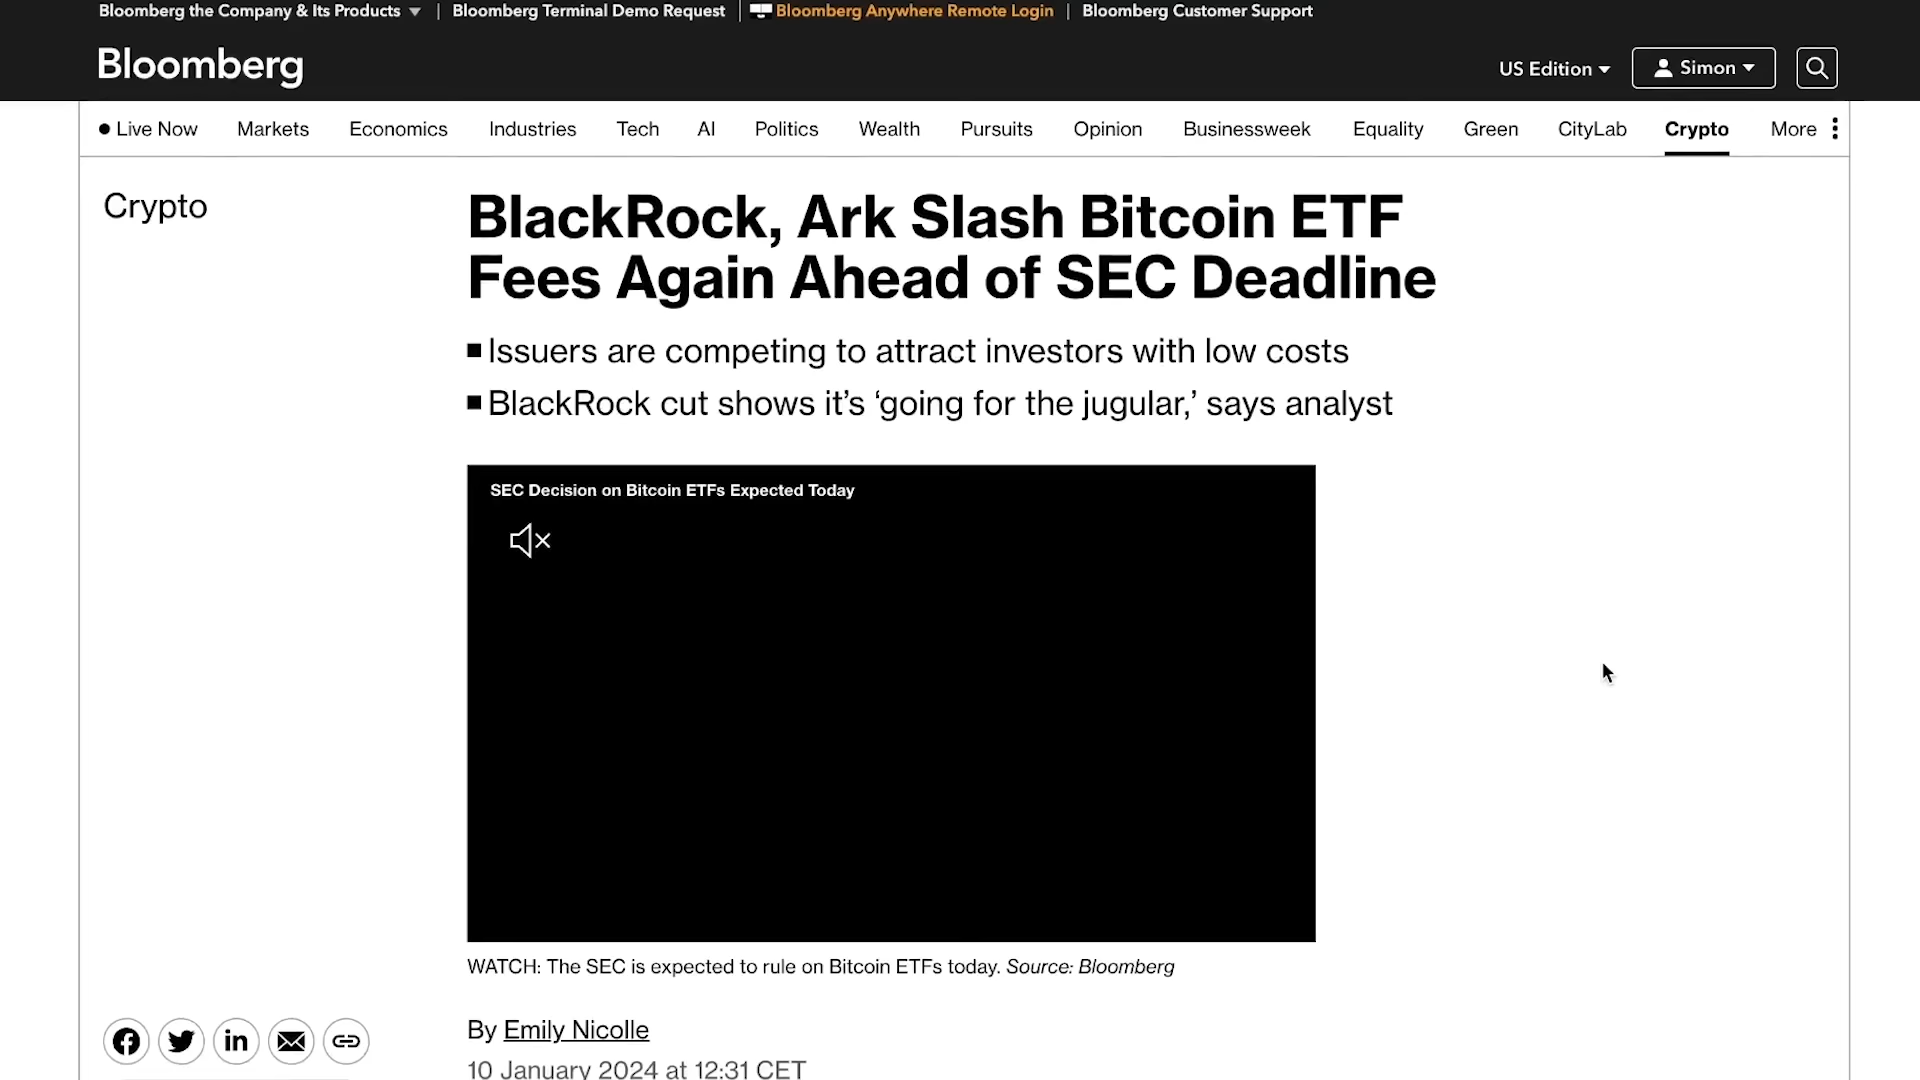 Bloomberg the Company & Its Products
Bloomberg Terminal Demo Request
Bloomberg Anywhere Remote Login
Bloomberg Customer Support
Bloomberg
US Edition
Simon
Live Now
Markets
Economics
Industries
Tech
AI
Politics
Wealth
Pursuits
Opinion
Businessweek
Equality
Green
CityLab
Crypto
More
Crypto
BlackRock, Ark Slash Bitcoin ETF
Fees Again Ahead of SEC Deadline
Issuers are competing to attract investors with low costs
BlackRock cut shows it’s ‘going for the jugular,’ says analyst
SEC Decision on Bitcoin ETFs Expected Today
WATCH: The SEC is expected to rule on Bitcoin ETFs today. Source: Bloomberg
By Emily Nicolle
10 January 2024 at 12:31 CET